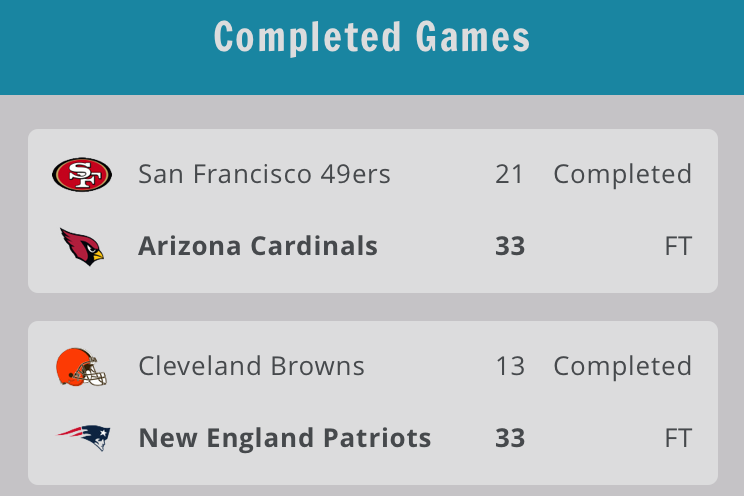 Completed Games
SF
San Francisco 49ers 21 Completed
Arizona Cardinals 33 FT
Cleveland Browns 13 Completed
New England Patriots 33 FT